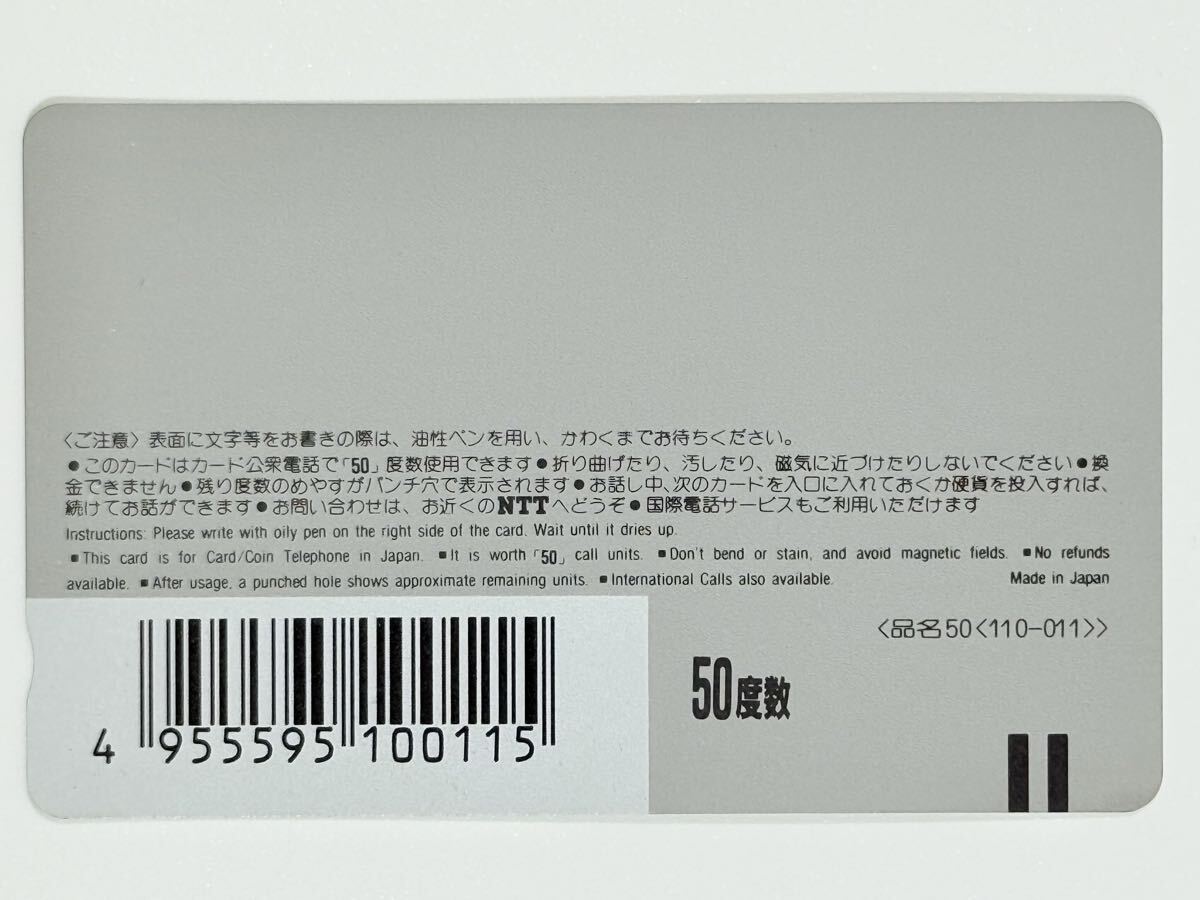 〈ご注意〉表面に文字等をお書きの際は、油性ペンを用い、かわくまでお待ちください。
●このカードはカード公衆電話で「50」度数使用できます●折り曲げたり、汚したり、磁気に近づけたりしないでください●換
金できません●残り度数のめやすがパンチ穴で表示されます●お話し中、次のカードを入口に入れておくか硬貨を投入すれば、
続けてお話ができます●お問い合わせは、お近くのNTTへどうぞ●国際電話サービスもご利用いただけます
Instructions: Please write with oily pen on the right side of the card. Wait until it dries up.
■This card is for Card/Coin Telephone in Japan. ■It is worth「50」call units. ■Don't bend or stain, and avoid magnetic fields. ■No refunds
available. ■After usage, a punched hole shows approximate remaining units. ■International Calls also available. Made in Japan
〈品名50〈110-011〉〉
50度数
4 955595 100115